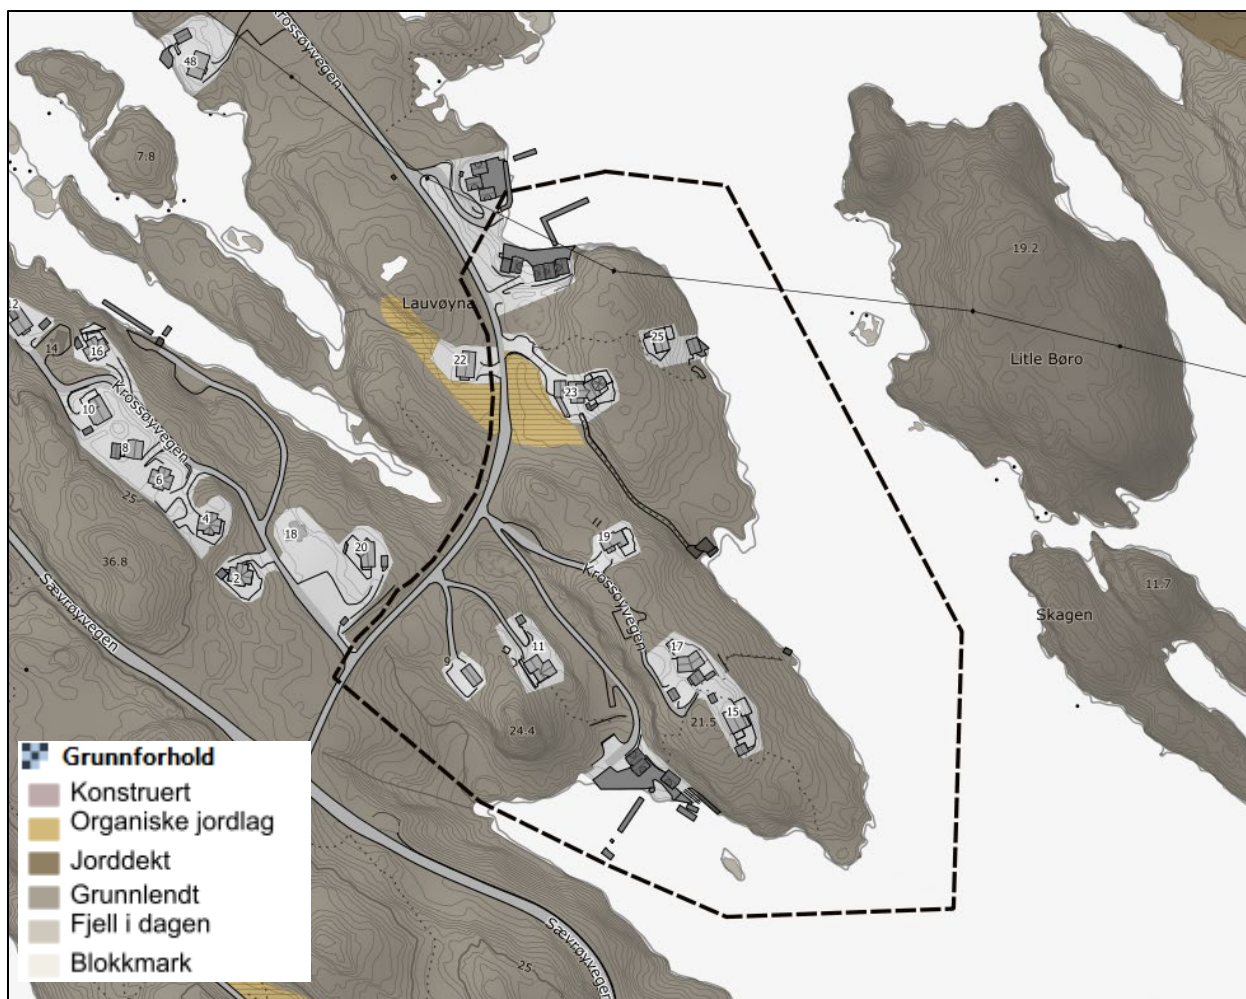 Krossøyvegen
48
7.8
19.2
Lauvøyna
12
14
16
25
22
Litle Børo
23
10
Krossøyvegen
8
6
25
4
18
19
20
36.8
2
Krossøyvegen
11.7
Sævrøyvegen
Skagen
11
17
9
15
24.4
21.5
Grunnforhold
Konstruert
Organiske jordlag
Jorddekt
Grunnlendt
Fjell i dagen
Blokkmark
Sævrøyvegen
25